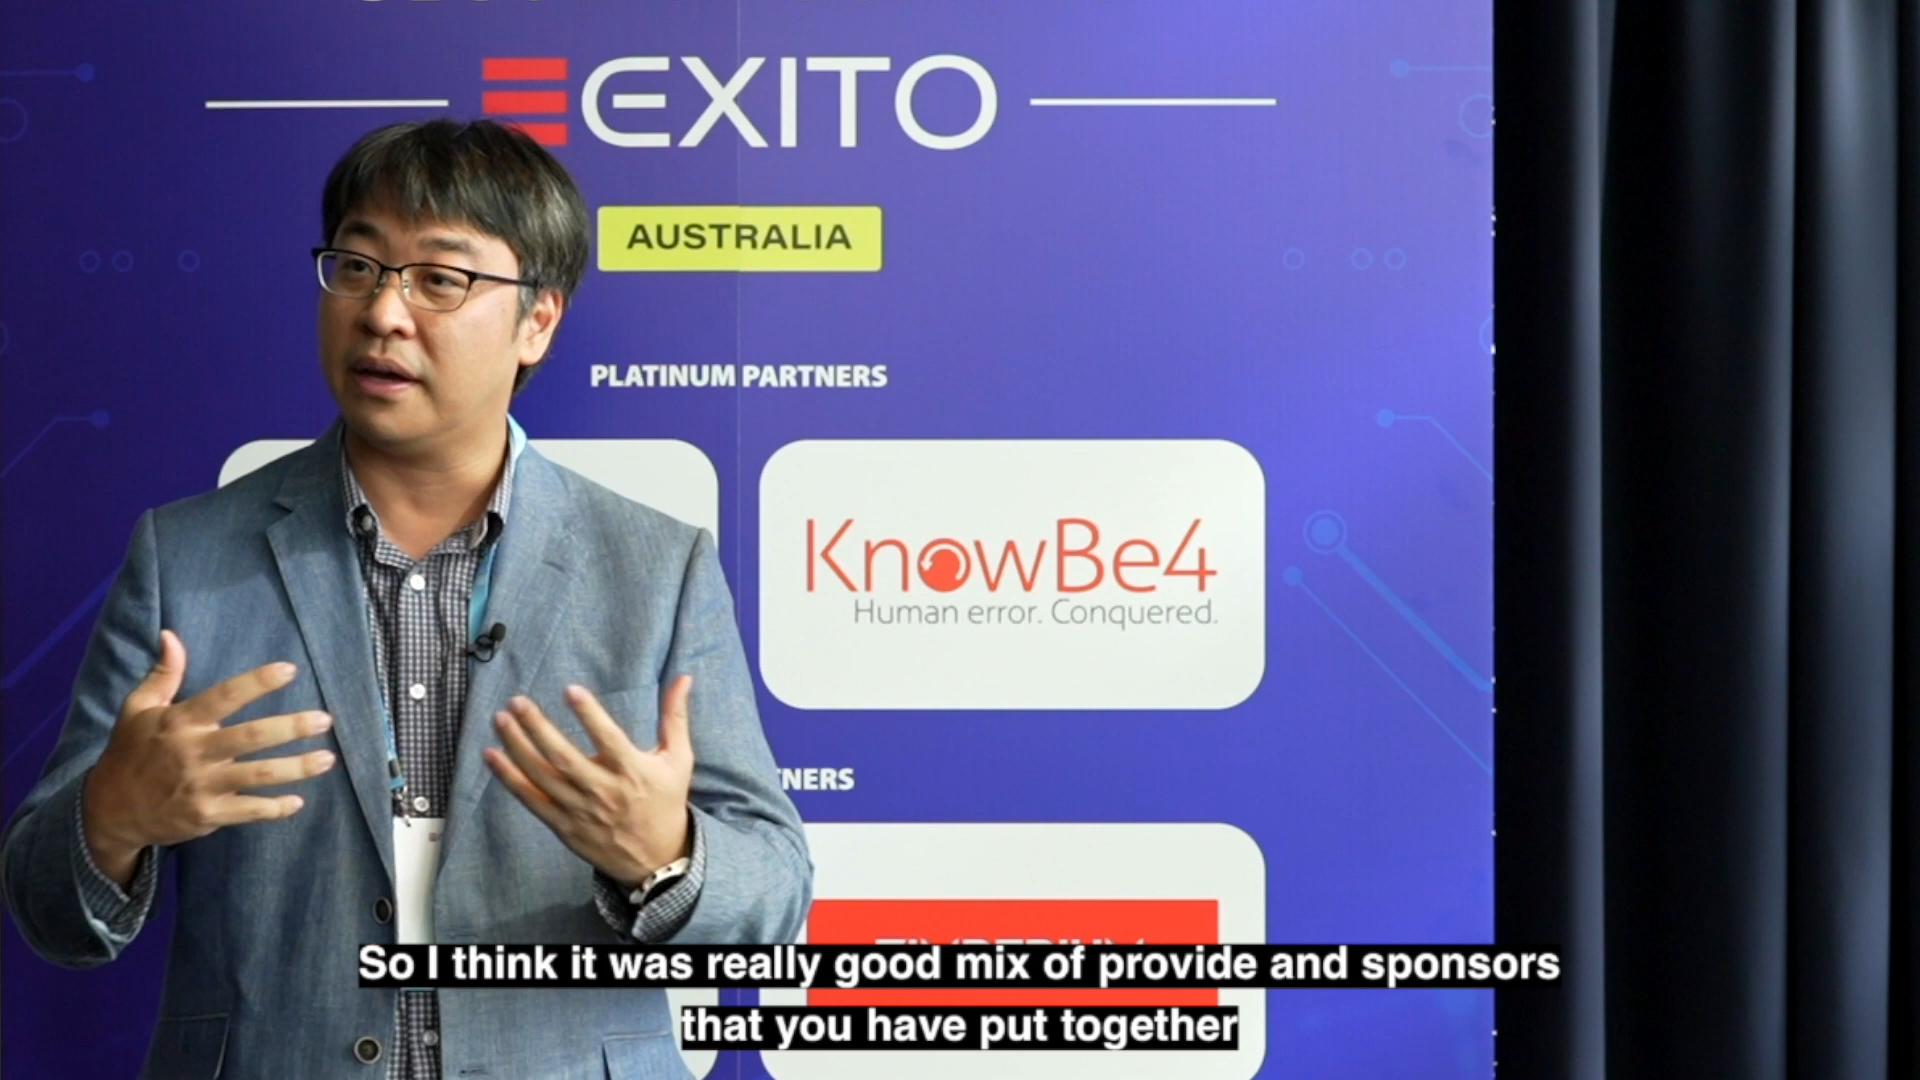 EXITO
AUSTRALIA
PLATINUM PARTNERS
KnowBe4
Human error. Conquered.
So I think it was really good mix of provide and sponsors
that you have put together